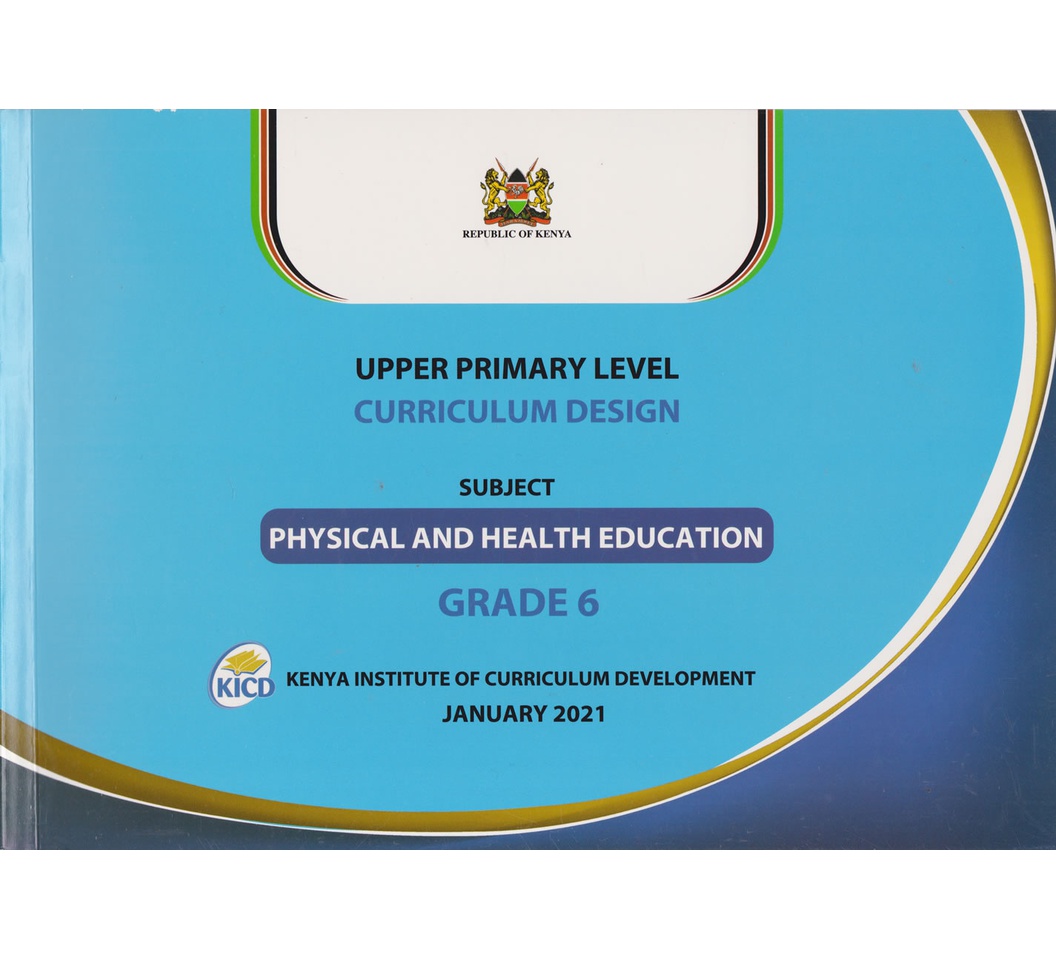 REPUBLIC OF KENYA
UPPER PRIMARY LEVEL
CURRICULUM DESIGN
SUBJECT
PHYSICAL AND HEALTH EDUCATION
GRADE 6
KICD
KENYA INSTITUTE OF CURRICULUM DEVELOPMENT
JANUARY 2021